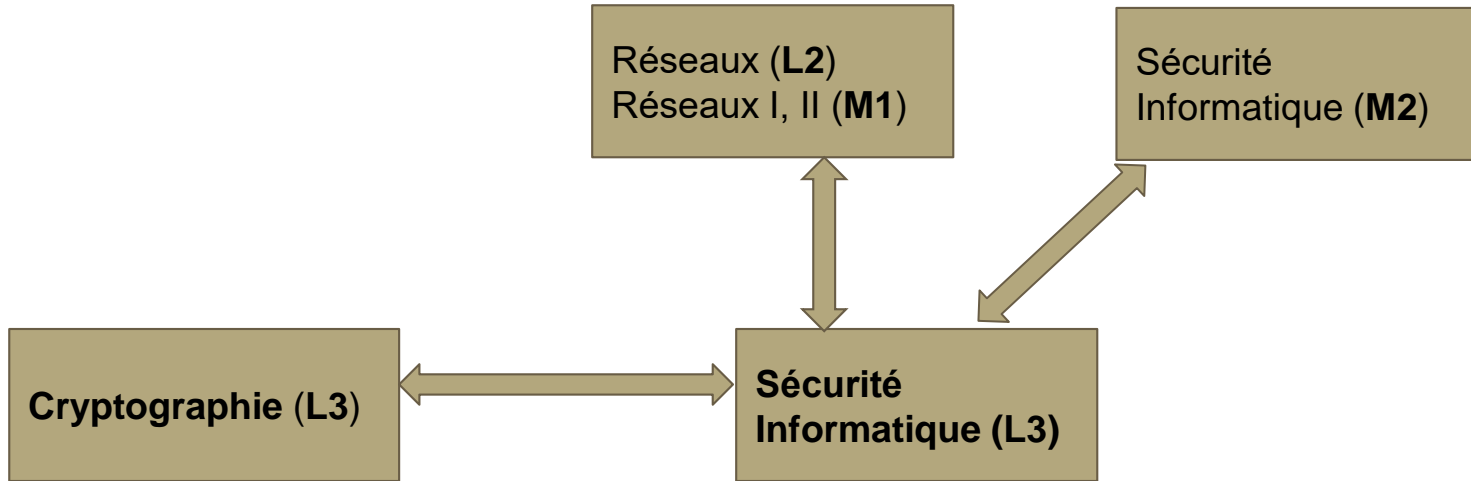 Réseaux (L2)
Réseaux I, II (M1)
Sécurité
Informatique (M2)
Cryptographie (L3)
Sécurité
Informatique (L3)